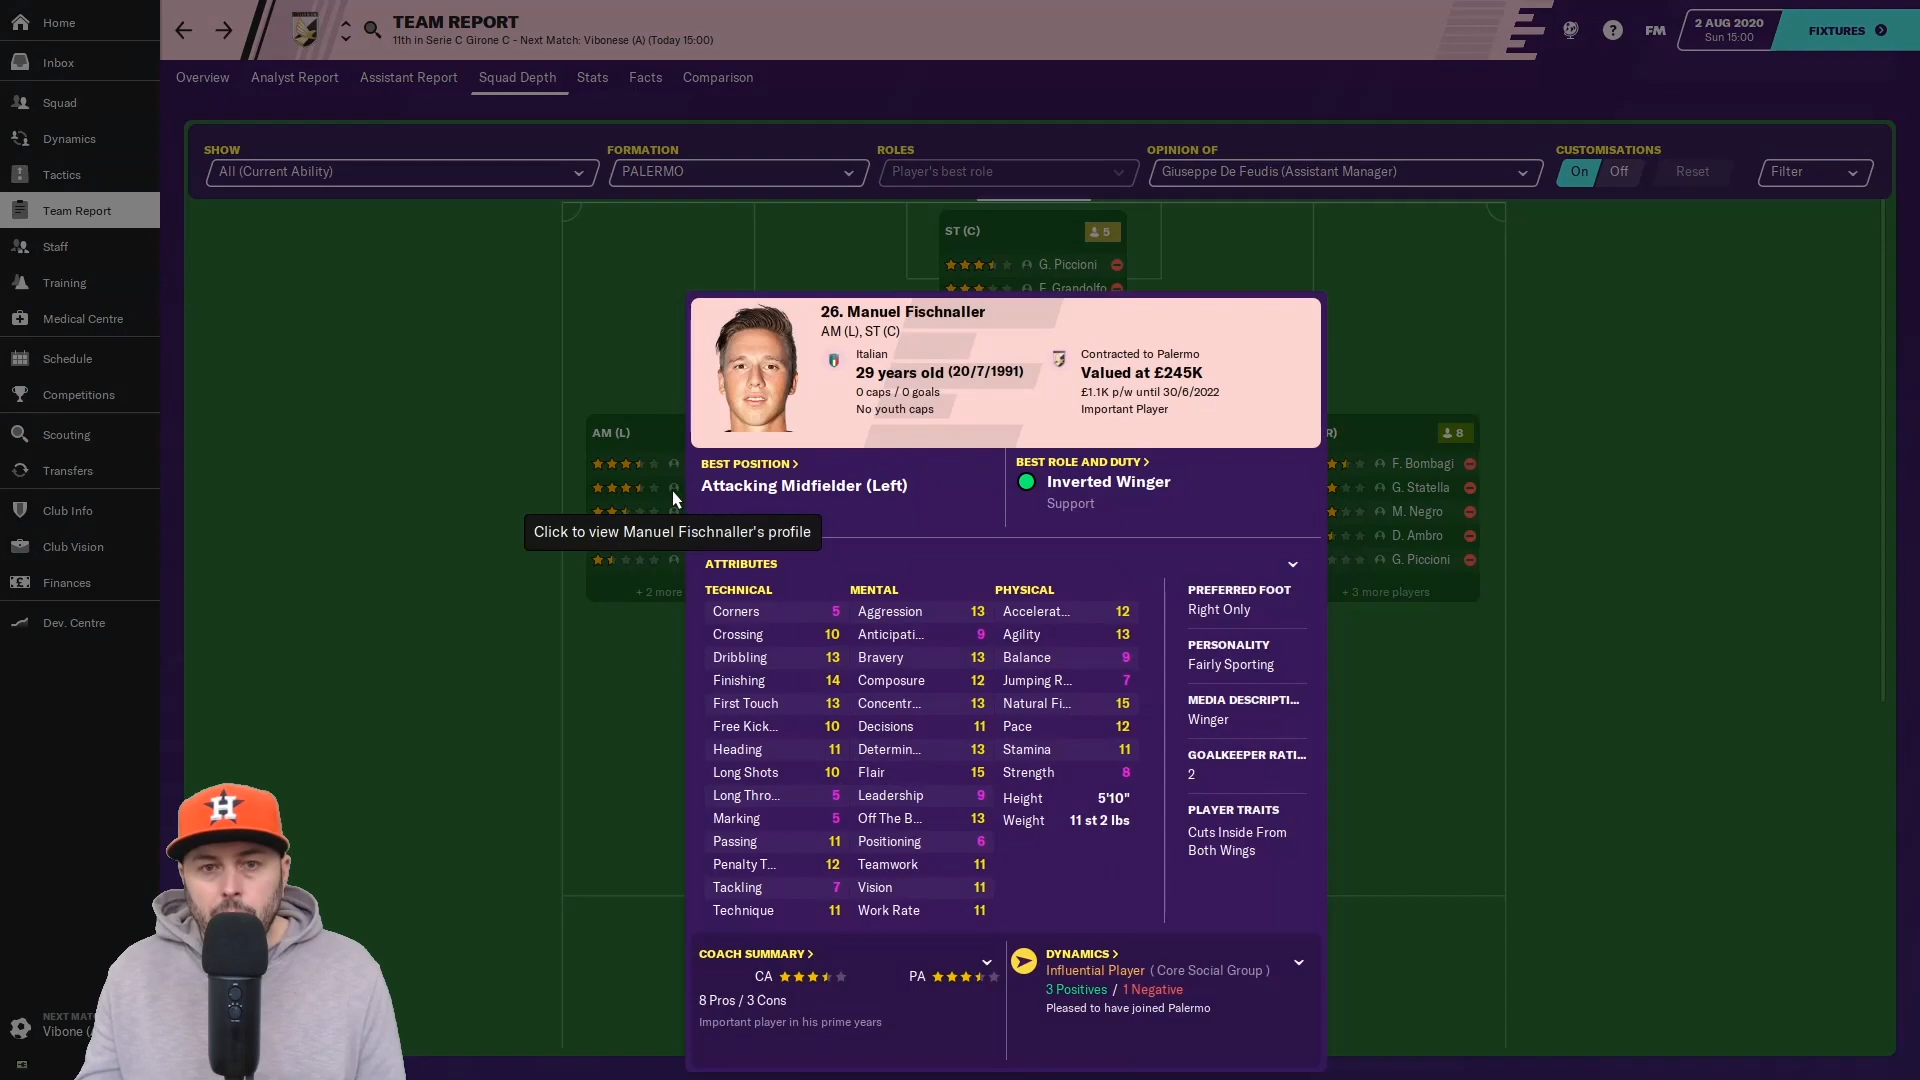 Home
Inbox
Squad
Dynamics
Tactics
Team Report
Staff
Training
Medical Centre
Schedule
Competitions
Scouting
Transfers
Club Info
Club Vision
Finances
Dev. Centre
NEXT MAT
Vibone (
TEAM REPORT
11th in Serie C Girone C - Next Match: Vibonese (A) (Today 15:00)
FM
2 AUG 2020
Sun 15:00
FIXTURES
Overview Analyst Report Assistant Report Squad Depth Stats Facts Comparison
SHOW
All (Current Ability)
FORMATION
PALERMO
ROLES
Player's best role
OPINION OF
Giuseppe De Feudis (Assistant Manager)
CUSTOMISATIONS
On Off Reset
Filter
ST (C) 5
G. Piccioni
F. Grandolfo
AM (L)
+ 2 more
R) 8
F. Bombagi
G. Statella
M. Negro
D. Ambro
G. Piccioni
+ 3 more players
26. Manuel Fischnaller
AM (L), ST (C)
Italian
29 years old (20/7/1991)
0 caps / 0 goals
No youth caps
Contracted to Palermo
Valued at £245K
£1.1K p/w until 30/6/2022
Important Player
BEST POSITION >
Attacking Midfielder (Left)
BEST ROLE AND DUTY >
Inverted Winger
Support
Click to view Manuel Fischnaller's profile
ATTRIBUTES
TECHNICAL
Corners 5
Crossing 10
Dribbling 13
Finishing 14
First Touch 13
Free Kick... 10
Heading 11
Long Shots 10
Long Thro... 5
Marking 5
Passing 11
Penalty T... 12
Tackling 7
Technique 11
MENTAL
Aggression 13
Anticipati... 9
Bravery 13
Composure 12
Concentr... 13
Decisions 11
Determin... 13
Flair 15
Leadership 9
Off The B... 13
Positioning 6
Teamwork 11
Vision 11
Work Rate 11
PHYSICAL
Accelerat... 12
Agility 13
Balance 9
Jumping R... 7
Natural Fi... 15
Pace 12
Stamina 11
Strength 8
Height 5'10"
Weight 11 st 2 lbs
PREFERRED FOOT
Right Only
PERSONALITY
Fairly Sporting
MEDIA DESCRIPTI...
Winger
GOALKEEPER RATI...
2
PLAYER TRAITS
Cuts Inside From
Both Wings
COACH SUMMARY >
CA PA
8 Pros / 3 Cons
Important player in his prime years
DYNAMICS >
Influential Player ( Core Social Group )
3 Positives / 1 Negative
Pleased to have joined Palermo
H